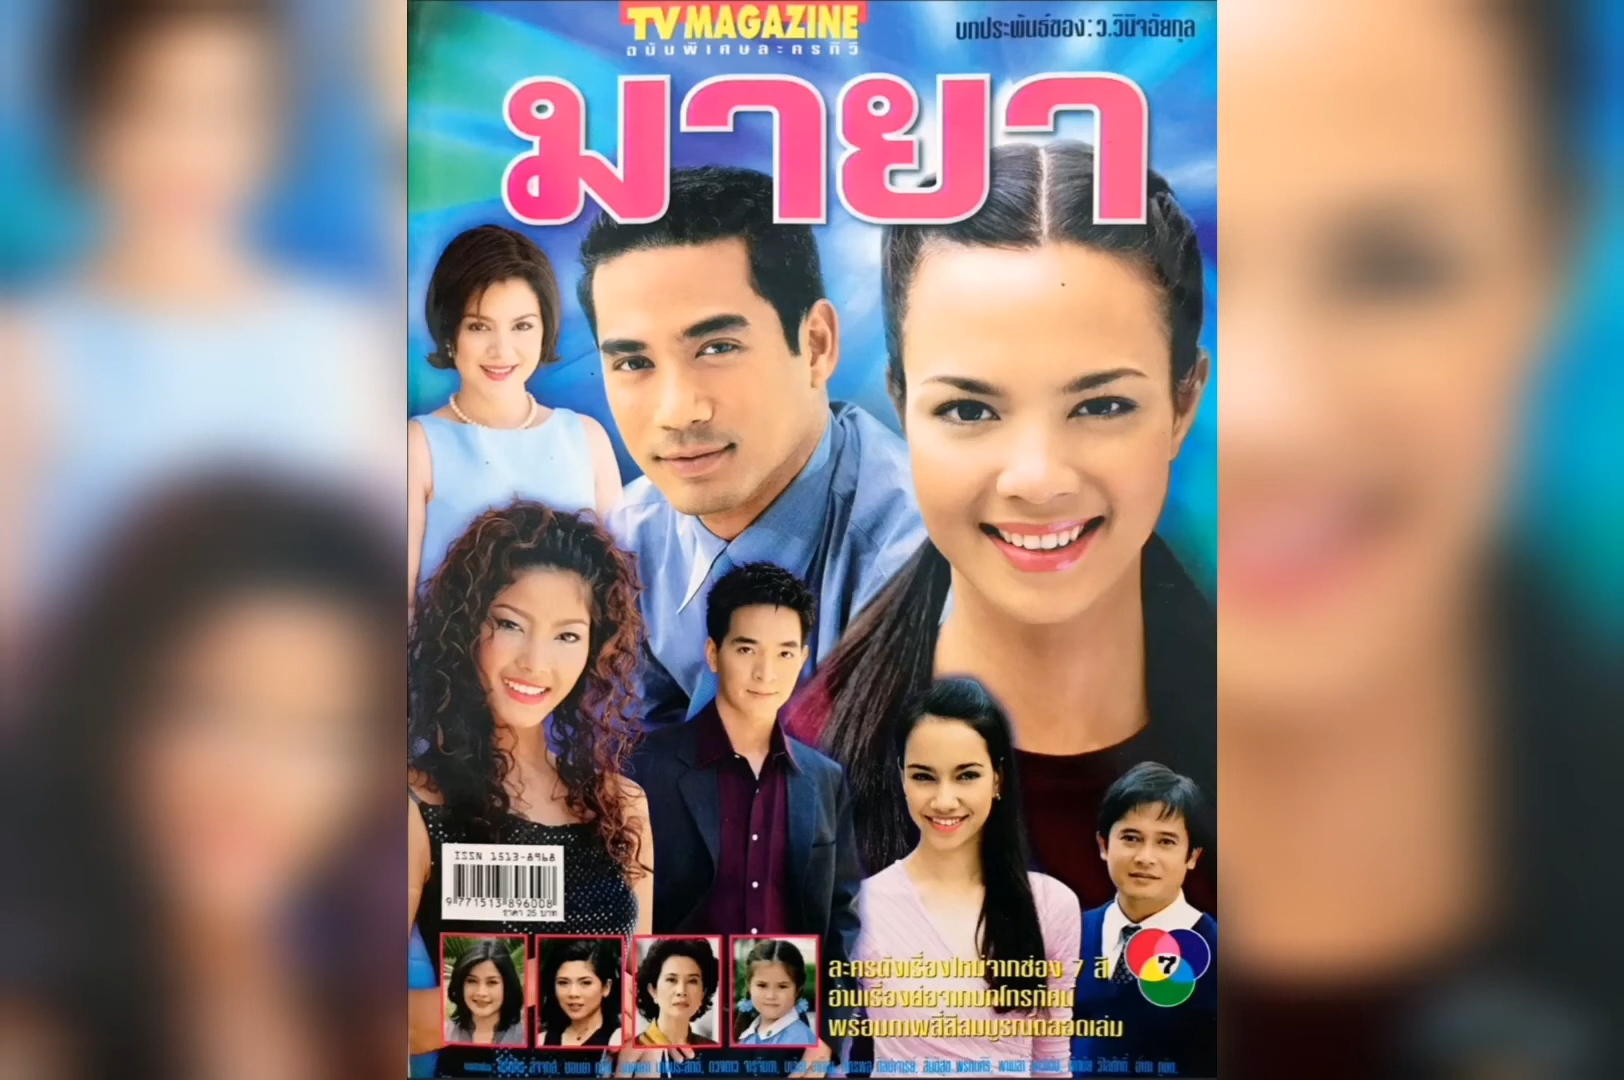 TV MAGAZINE
ฉบับพิเศษละครทีวี
บทประพันธ์ของ: ว.วินิจฉัยกุล
มายา
ISSN 1513-8968
9 771513 896008
ราคา 25 บาท
ละครดังเรื่องใหม่จากช่อง 7 สี
อ่านเรื่องย่อจากบทโทรทัศน์
พร้อมภาพสี่สีสมบูรณ์ตลอดเล่ม
7